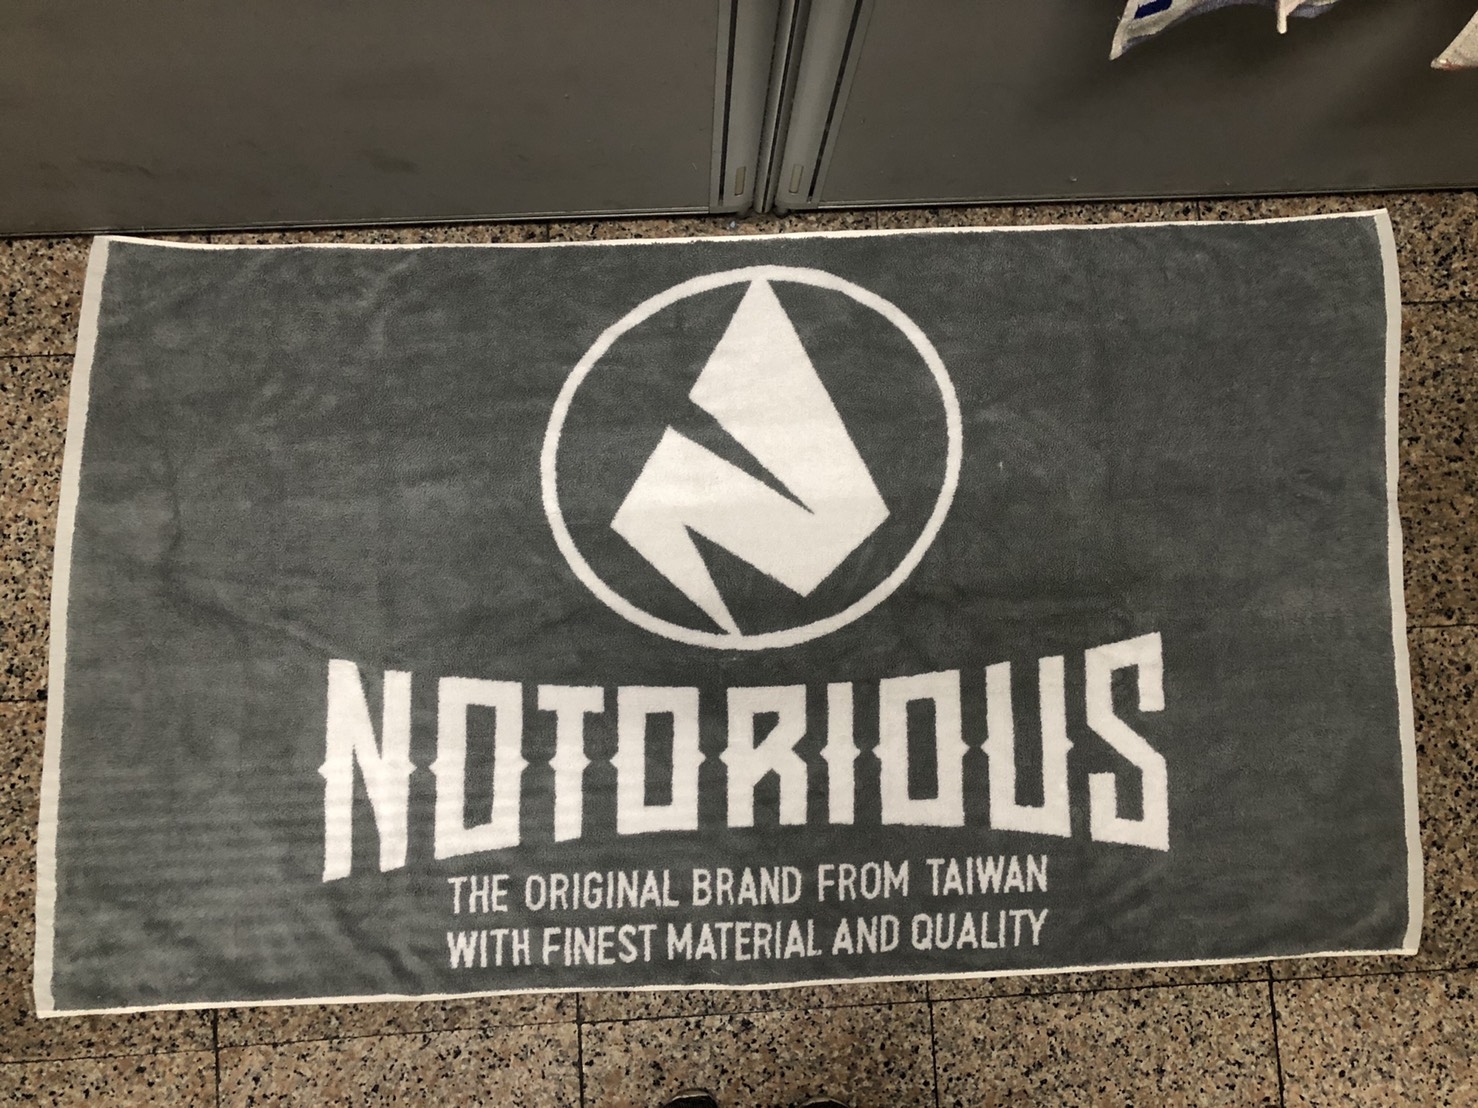 NOTORIOUS
THE ORIGINAL BRAND FROM TAIWAN
WITH FINEST MATERIAL AND QUALITY